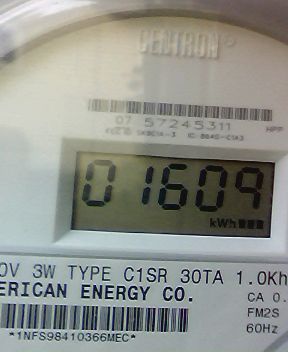 CENTRON®
07 57245311
HPP
01609
kWh
0V 3W TYPE C1SR 30TA 1.0Kh
ERICAN ENERGY CO.
CA 0.
FM2S
60Hz
*1NFS98410366MEC*